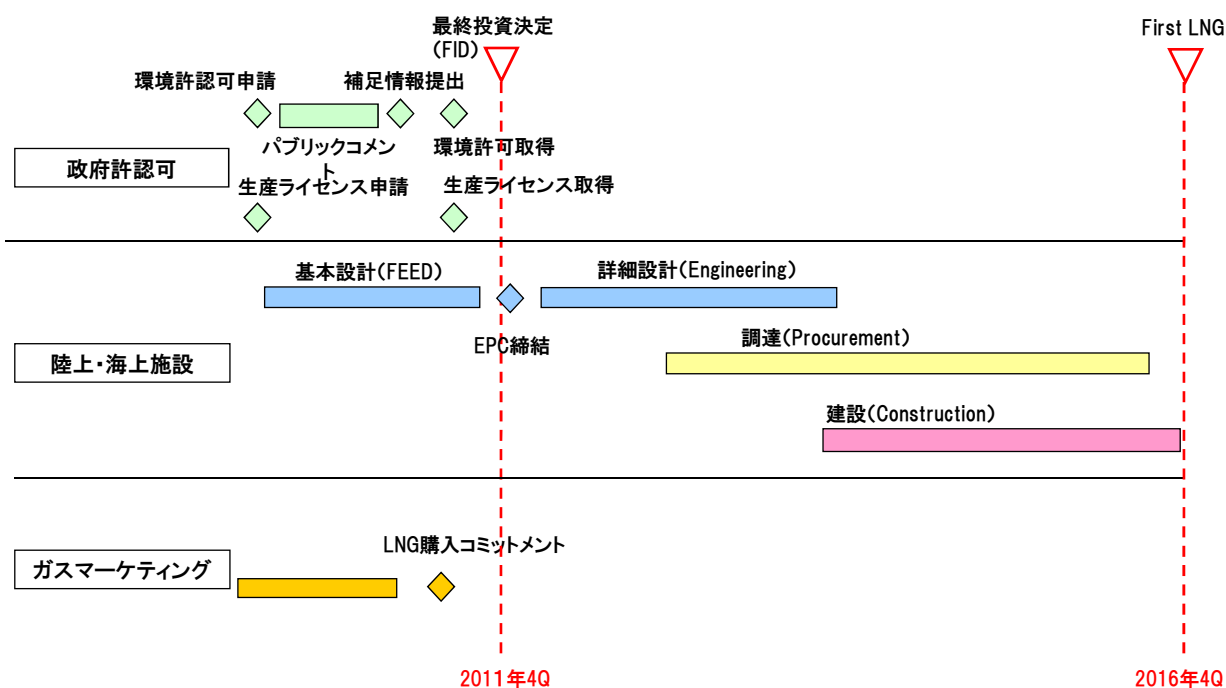 最終投資決定
(FID)
First LNG
環境許認可申請
補足情報提出
パブリックコメン
ト
環境許可取得
政府許認可
生産ライセンス申請
生産ライセンス取得
基本設計(FEED)
詳細設計(Engineering)
EPC締結
調達(Procurement)
陸上・海上施設
建設(Construction)
LNG購入コミットメント
ガスマーケティング
2011年4Q
2016年4Q